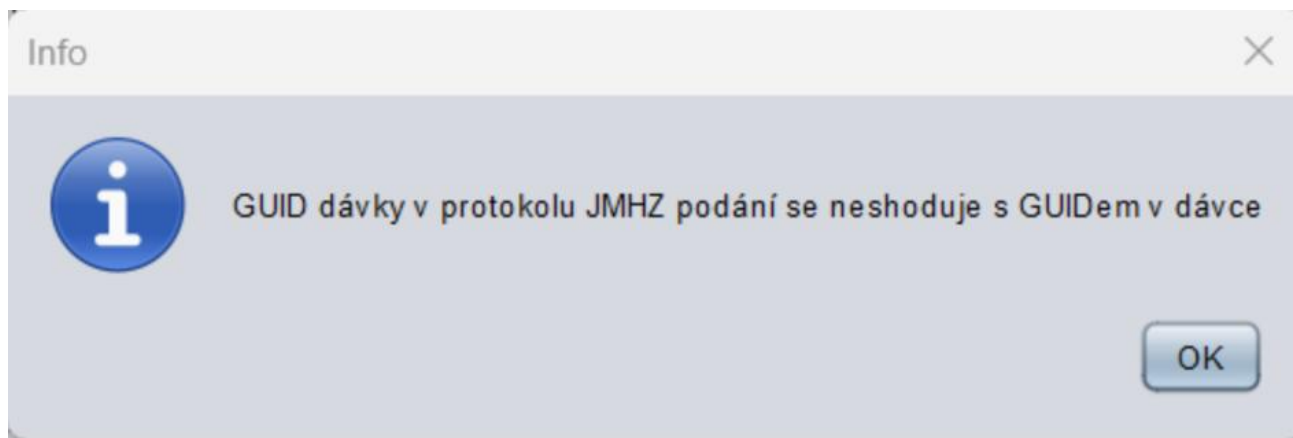 Info
GUID dávky v protokolu JMHZ podání se neshoduje s GUIDem v dávce
OK